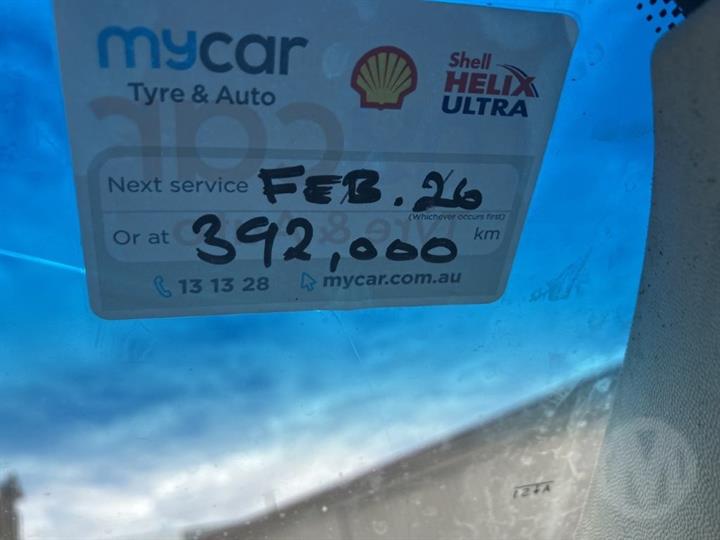 mycar
Tyre & Auto
Shell
HELIX
ULTRA
Next service FEB. 26
(Whichever occurs first)
Or at 392,000 km
13 13 28 mycar.com.au